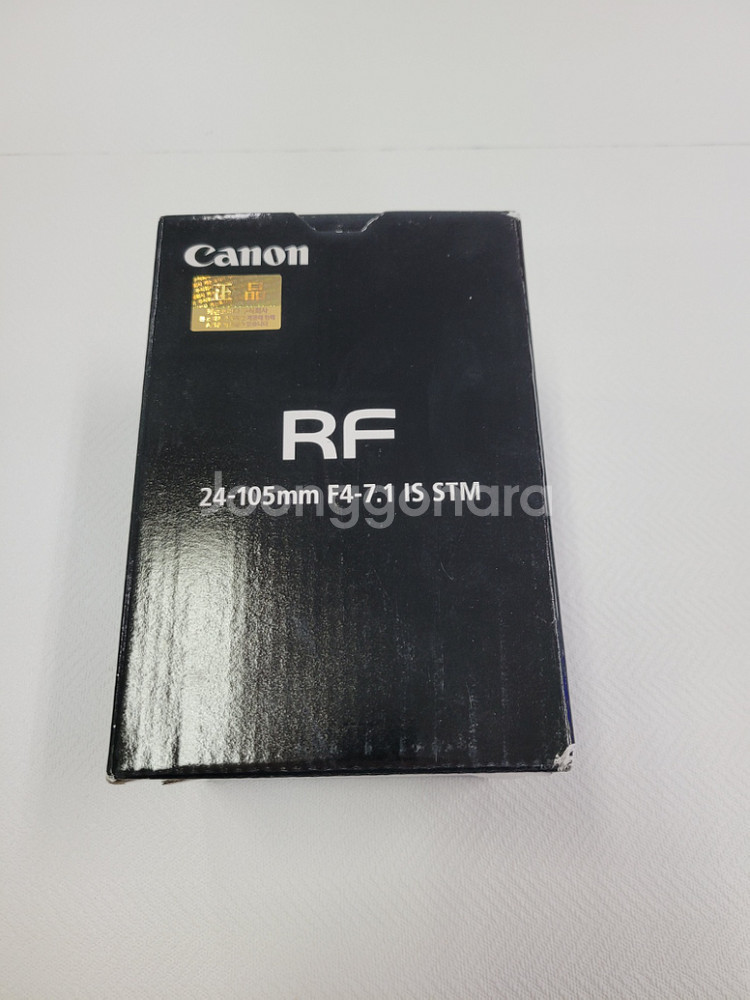 Canon
正品
RF
24-105mm F4-7.1 IS STM
Joonggonara